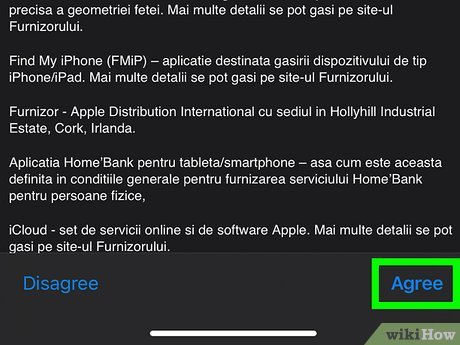 precisa a geometriei fetei. Mai multe detalii se pot gasi pe site-ul
Furnizorului.
Find My iPhone (FMiP) – aplicatie destinata gasirii dispozitivului de tip
iPhone/iPad. Mai multe detalii se pot gasi pe site-ul Furnizorului.
Furnizor - Apple Distribution International cu sediul in Hollyhill Industrial
Estate, Cork, Irlanda.
Aplicatia Home’Bank pentru tableta/smartphone – asa cum este aceasta
definita in conditiile generale pentru furnizarea serviciului Home’Bank
pentru persoane fizice,
iCloud - set de servicii online si de software Apple. Mai multe detalii se pot
gasi pe site-ul Furnizorului.
Disagree
Agree
wikiHow